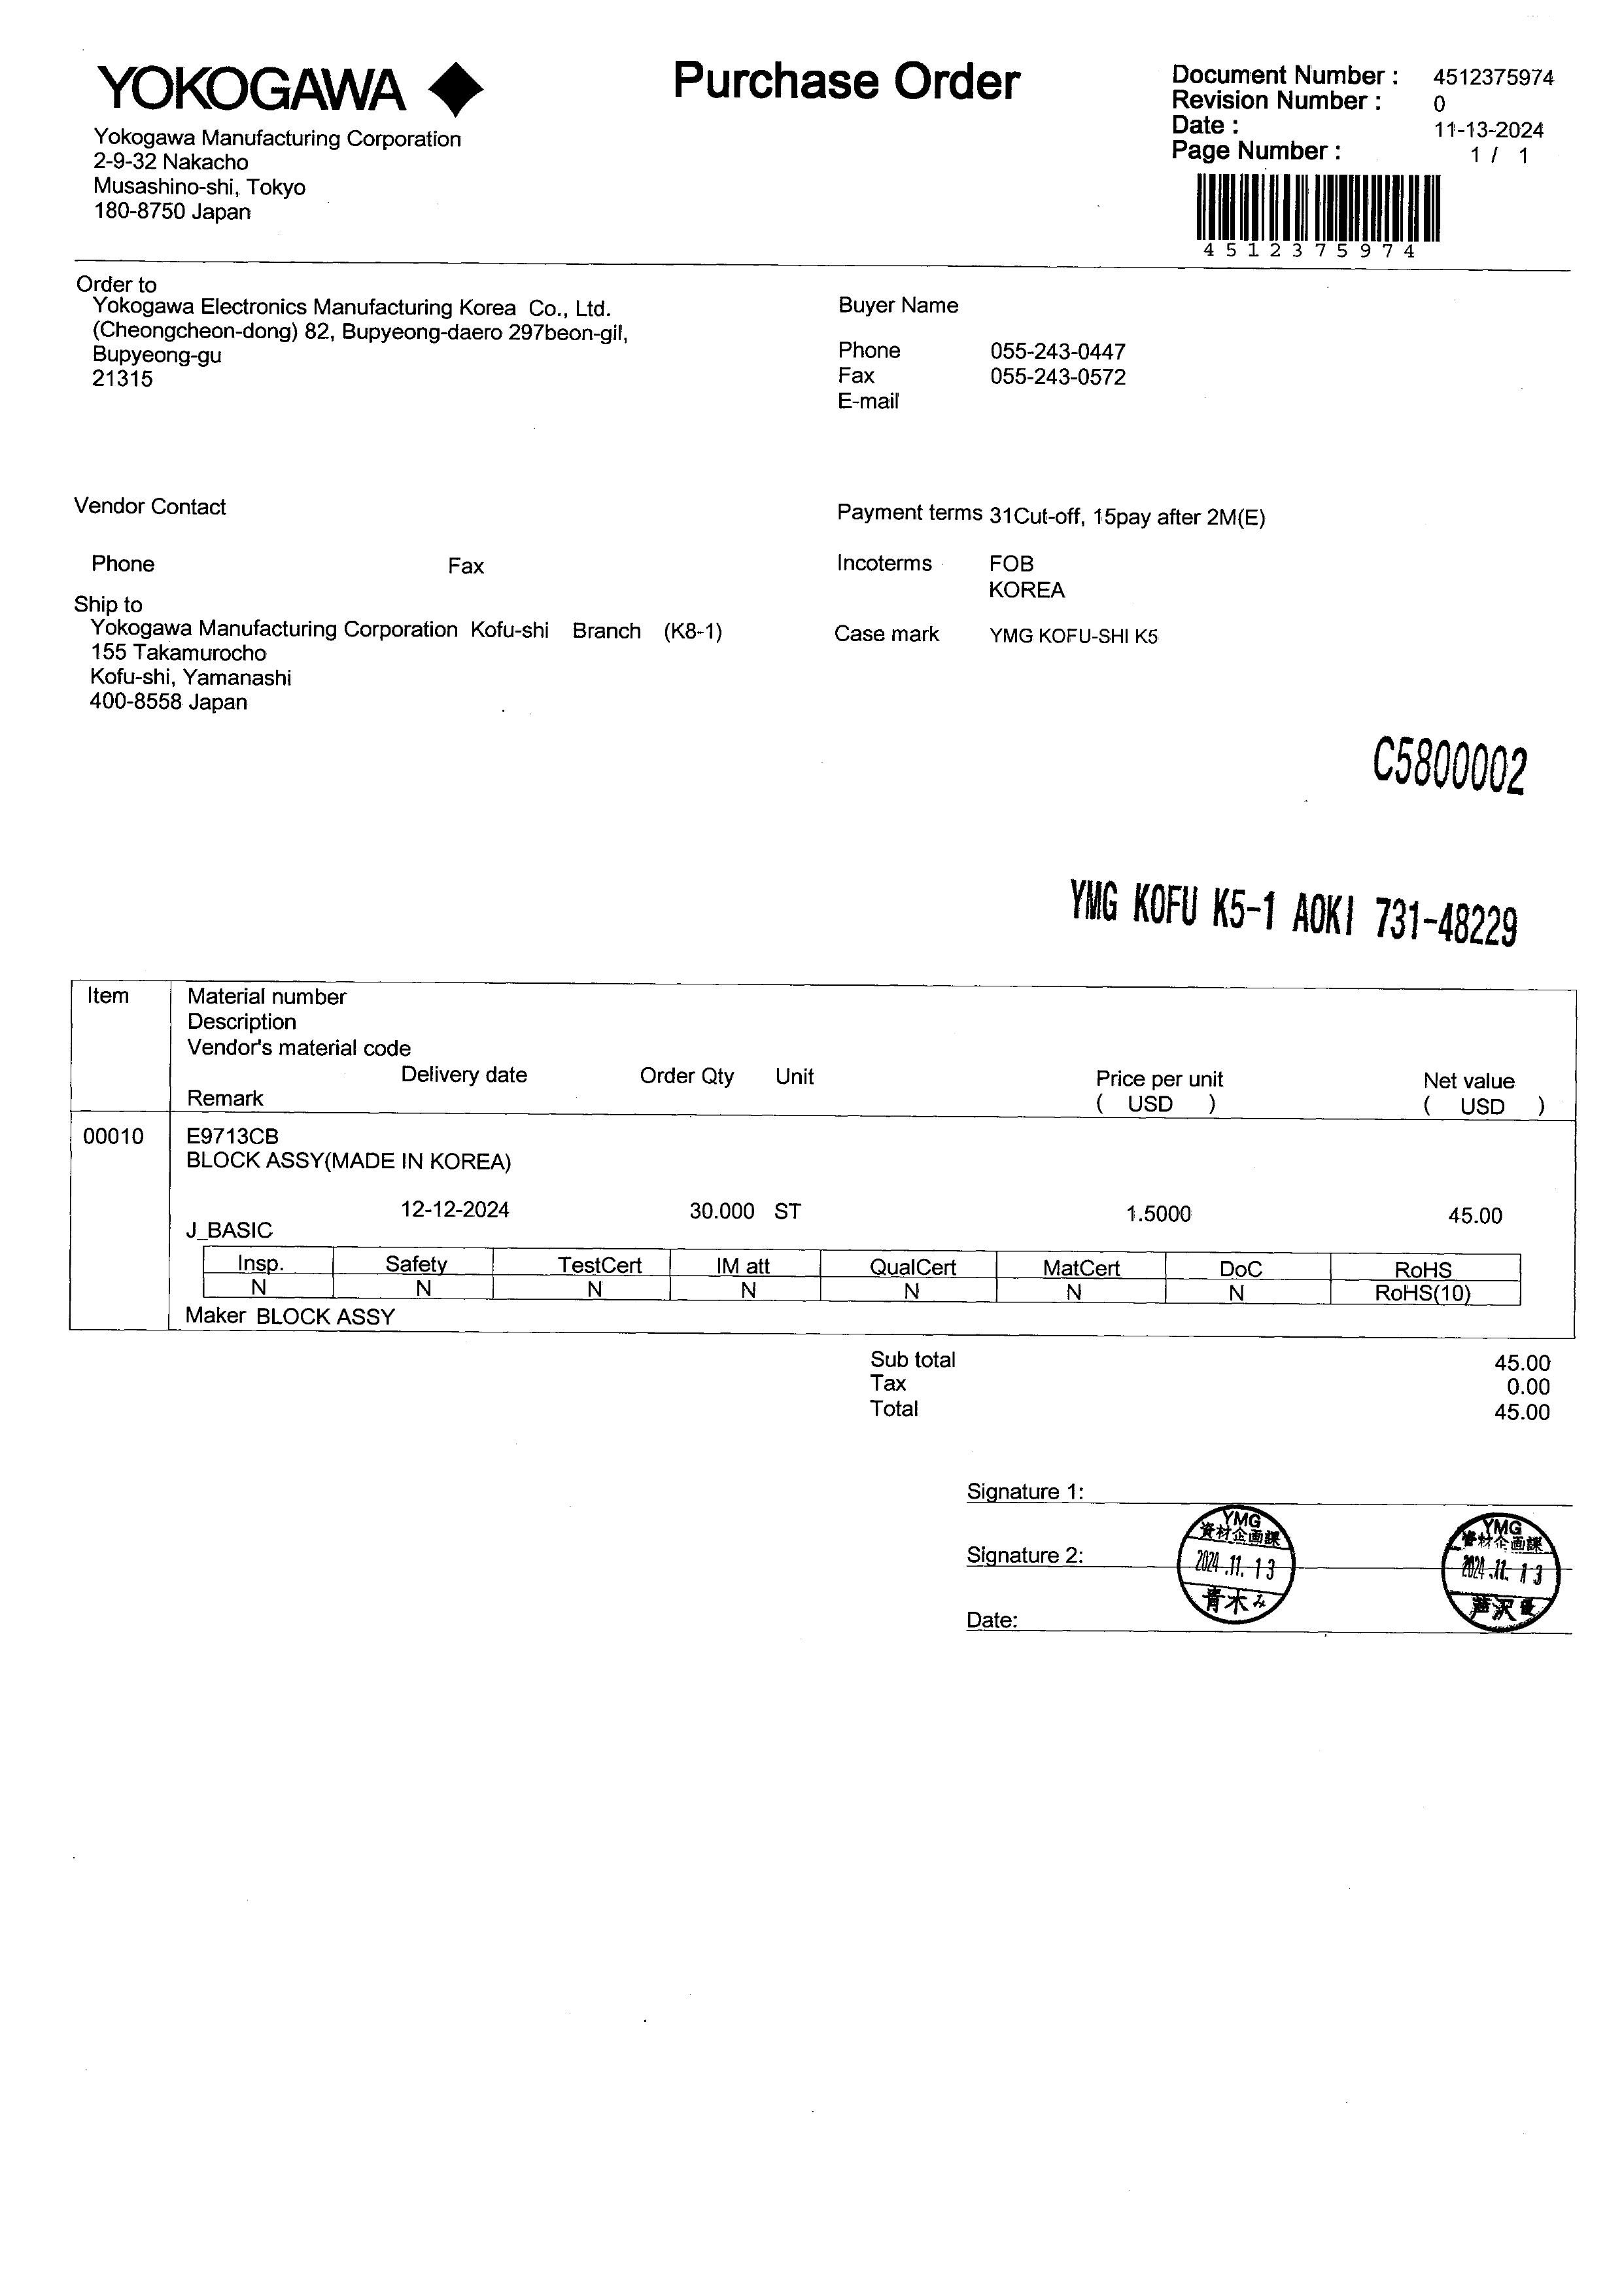 YOKOGAWA
Purchase Order
Document Number : 4512375974
Revision Number : 0
Date : 11-13-2024
Page Number : 1 / 1
4512375974
Yokogawa Manufacturing Corporation
2-9-32 Nakacho
Musashino-shi, Tokyo
180-8750 Japan
Order to
Yokogawa Electronics Manufacturing Korea Co., Ltd.
(Cheongcheon-dong) 82, Bupyeong-daero 297beon-gil,
Bupyeong-gu
21315
Buyer Name
Phone 055-243-0447
Fax 055-243-0572
E-mail
Vendor Contact
Phone Fax
Payment terms 31Cut-off, 15pay after 2M(E)
Incoterms FOB
KOREA
Ship to
Yokogawa Manufacturing Corporation Kofu-shi Branch (K8-1)
155 Takamurocho
Kofu-shi, Yamanashi
400-8558 Japan
Case mark YMG KOFU-SHI K5
C5800002
YMG KOFU K5-1 AOKI 731-48229
Item Material number
Description
Vendor's material code
Delivery date Order Qty Unit Price per unit Net value
Remark ( USD ) ( USD )
00010 E9713CB
BLOCK ASSY(MADE IN KOREA)
12-12-2024 30.000 ST 1.5000 45.00
J_BASIC
Insp. Safety TestCert IM att QualCert MatCert DoC RoHS
N N N N N N N RoHS(10)
Maker BLOCK ASSY
Sub total 45.00
Tax 0.00
Total 45.00
Signature 1:
Signature 2:
Date:
YMG
資材企画課
2024.11.13
青木み
YMG
資材企画課
2024.11.13
芦沢優